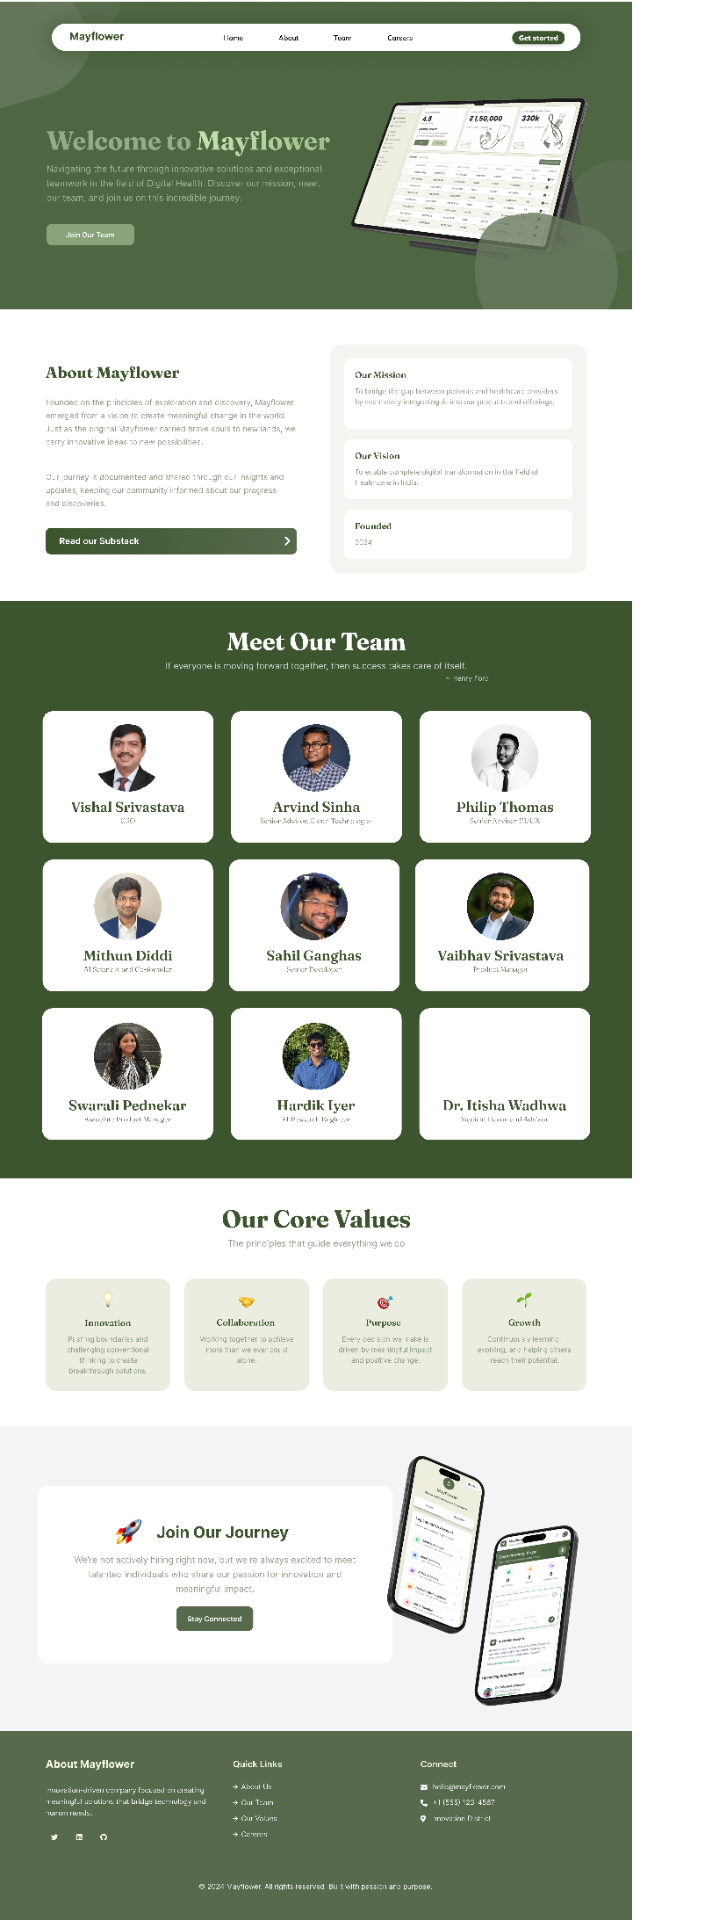 Mayflower
Home
About
Team
Careers
Get started
4.8
₹ 1,50,000
330k
Welcome to Mayflower
Navigating the future through innovative solutions and exceptional
teamwork in the field of Digital Health. Discover our mission, meet
our team, and join us on this incredible journey.
Join Our Team
About Mayflower
Founded on the principles of exploration and discovery, Mayflower
emerged from a vision to create meaningful change in the world.
Just as the original Mayflower carried brave souls to new lands, we
carry innovative ideas to new possibilities.
Our journey is documented and shared through our insights and
updates, keeping our community informed about our progress
and discoveries.
Read our Substack
Our Mission
To bridge the gap between patients and healthcare providers
by seamlessly integrating AI into our products and offerings.
Our Vision
To enable complete digital transformation in the field of
Healthcare in India.
Founded
2024
Meet Our Team
If everyone is moving forward together, then success takes care of itself.
~ Henry Ford
Vishal Srivastava
CEO
Arvind Sinha
Senior Advisor, Cloud Technologies
Philip Thomas
Senior Advisor UI/UX
Mithun Diddi
AI Scientist and Co-founder
Sahil Ganghas
Senior Developer
Vaibhav Srivastava
Product Manager
Swarali Pednekar
Associate Product Manager
Hardik Iyer
AI Research Engineer
Dr. Itisha Wadhwa
Our Core Values
The principles that guide everything we do
Innovation
Pushing boundaries and
challenging conventional
thinking to create
breakthrough solutions.
Collaboration
Working together to achieve
more than we ever could
alone.
Purpose
Every decision we make is
driven by meaningful impact
and positive change.
Growth
Continuously learning,
evolving, and helping others
reach their potential.
Join Our Journey
We're not actively hiring right now, but we're always excited to meet
talented individuals who share our passion for innovation and
meaningful impact.
Stay Connected
Mayflower
Upcoming Appointments
About Mayflower
Innovation-driven company focused on creating
meaningful solutions that bridge technology and
human needs.
Quick Links
→ About Us
→ Our Team
→ Our Values
→ Careers
Connect
hello@mayflower.com
+1 (555) 123-4567
Innovation District
© 2024 Mayflower. All rights reserved. Built with passion and purpose.